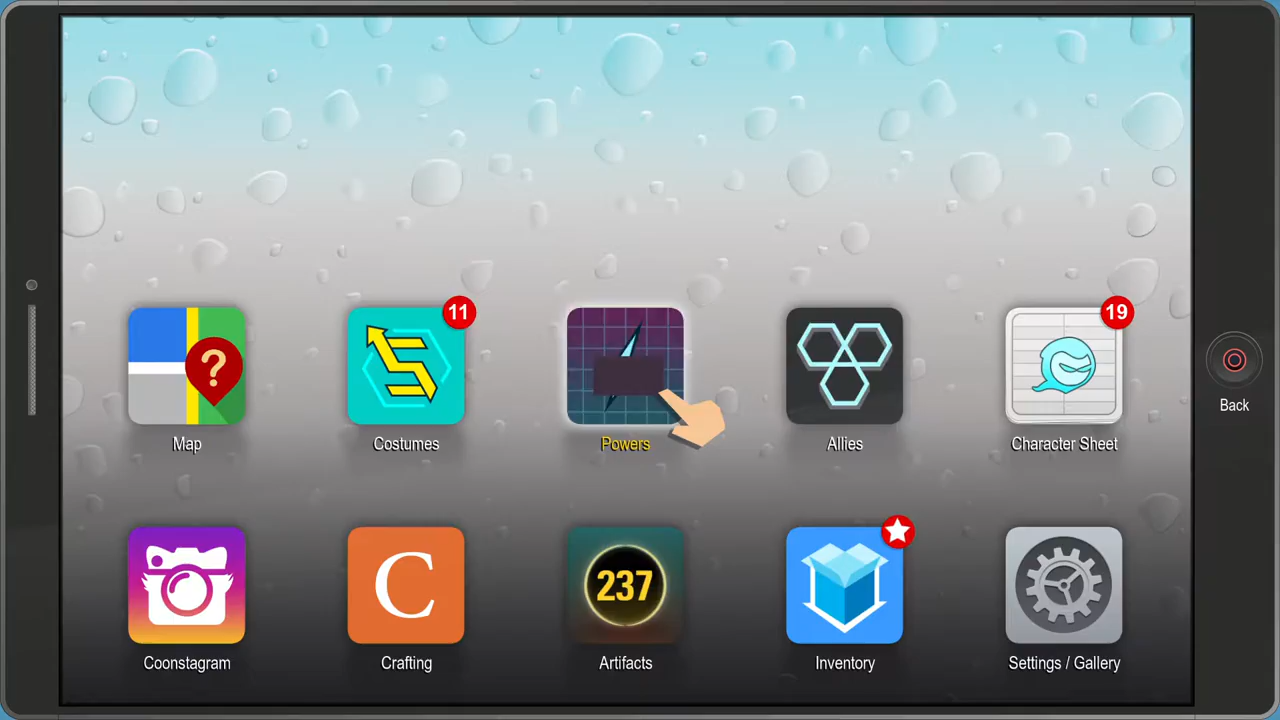 11
19
?
Map
Costumes
Powers
Allies
Character Sheet
Back
C
237
Coonstagram
Crafting
Artifacts
Inventory
Settings / Gallery